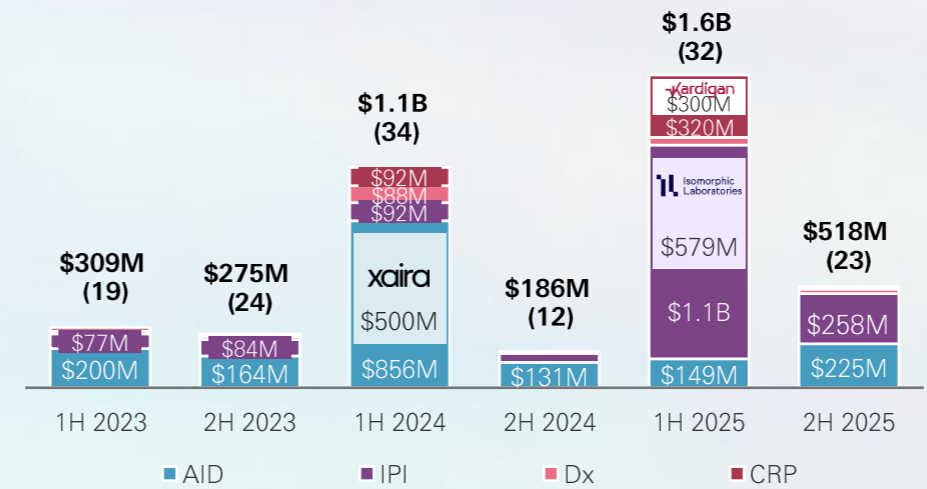 $309M
(19)
$77M
$200M
$275M
(24)
$84M
$164M
$1.1B
(34)
$92M
$88M
$92M
xaira
$500M
$856M
$186M
(12)
$131M
$1.6B
(32)
Kardigan
$300M
$320M
Isomorphic
Laboratories
$579M
$1.1B
$149M
$518M
(23)
$258M
$225M
1H 2023 2H 2023 1H 2024 2H 2024 1H 2025 2H 2025
AID IPI Dx CRP